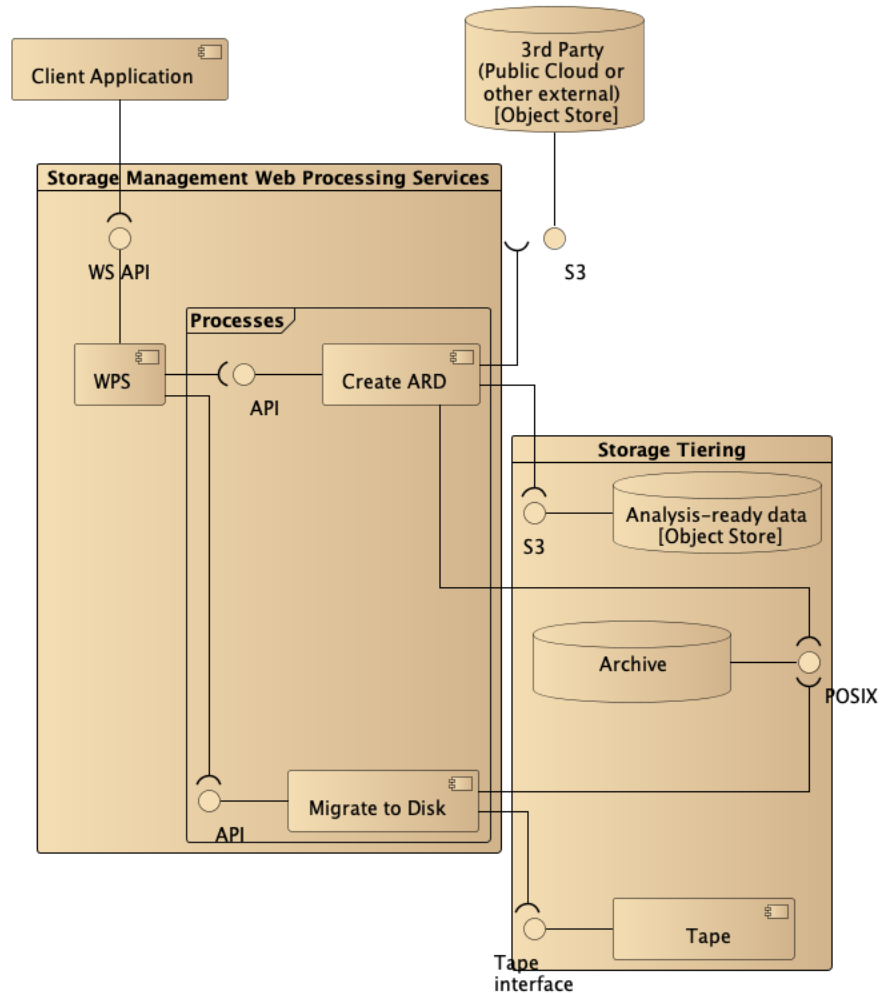 3rd Party
(Public Cloud or
other external)
[Object Store]
Client Application
Storage Management Web Processing Services
WS API
S3
Processes
WPS
Create ARD
API
Storage Tiering
Analysis-ready data
[Object Store]
S3
Archive
POSIX
Migrate to Disk
API
Tape
Tape
interface